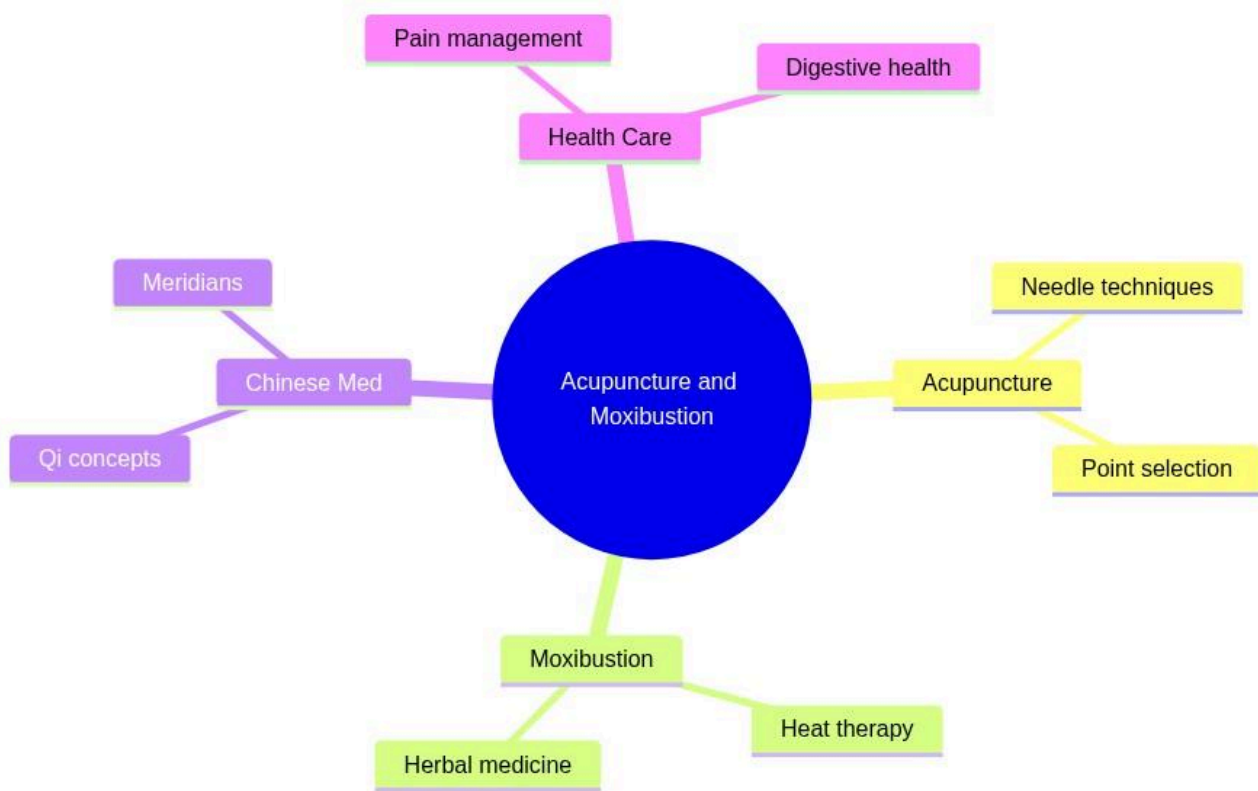 Pain management
Digestive health
Health Care
Meridians
Needle techniques
Chinese Med
Acupuncture and
Moxibustion
Acupuncture
Qi concepts
Point selection
Moxibustion
Heat therapy
Herbal medicine